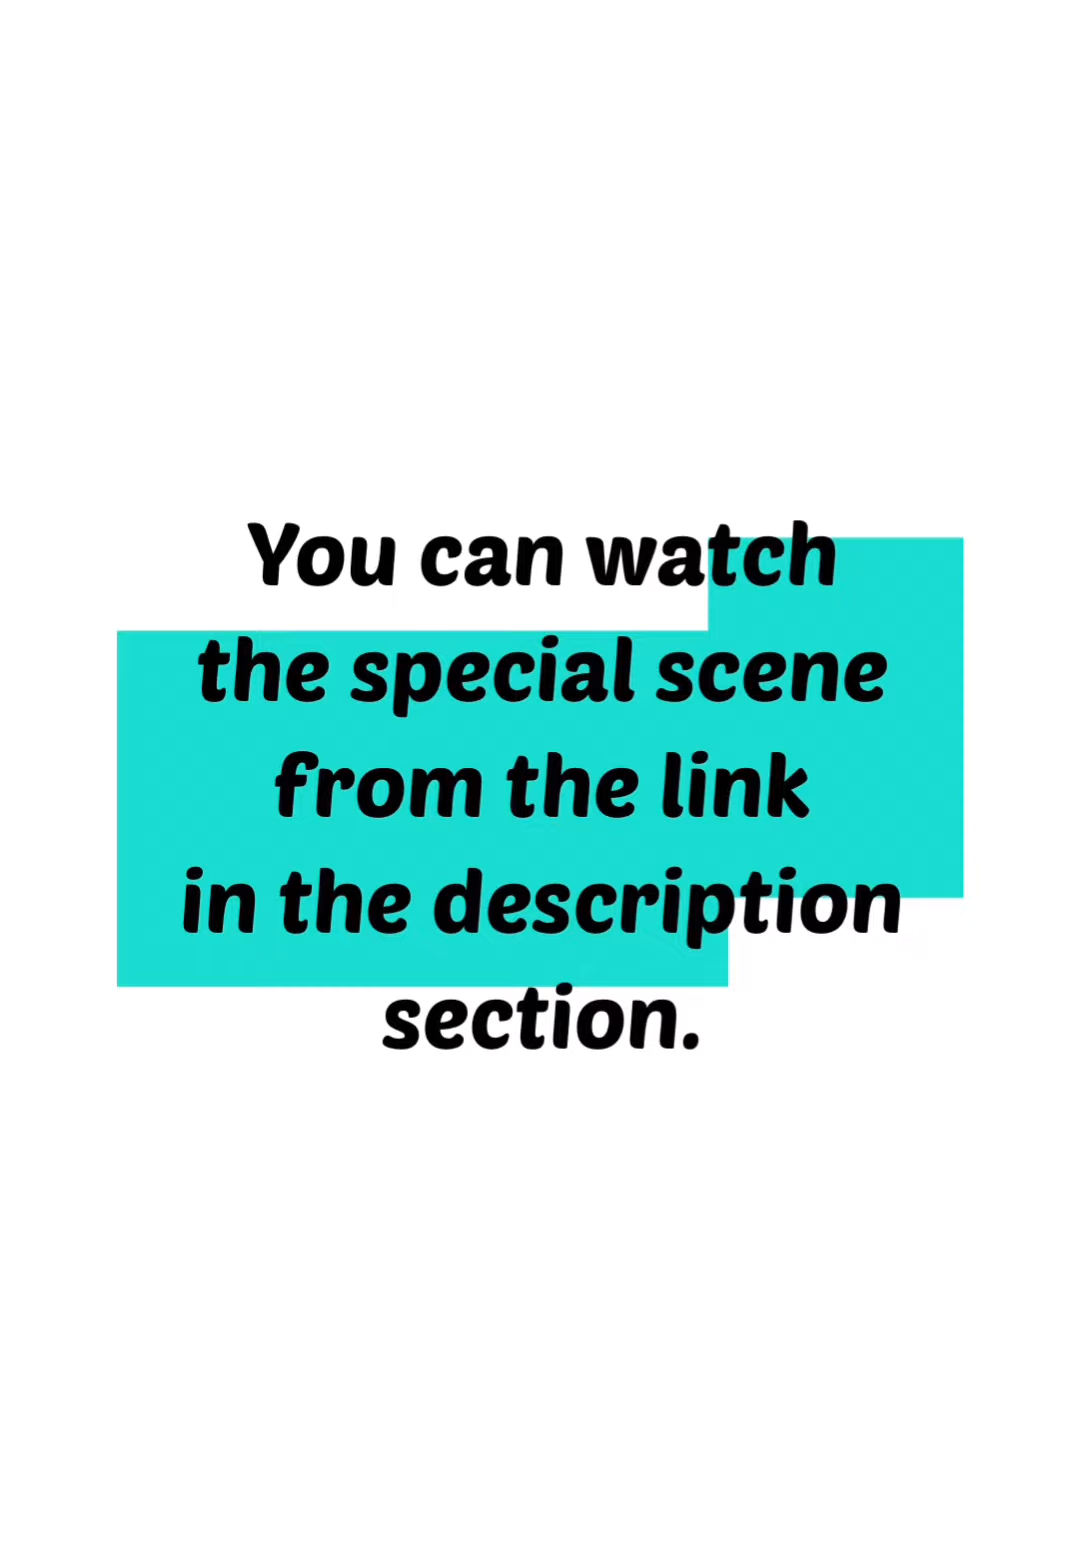 You can watch
the special scene
from the link
in the description
section.